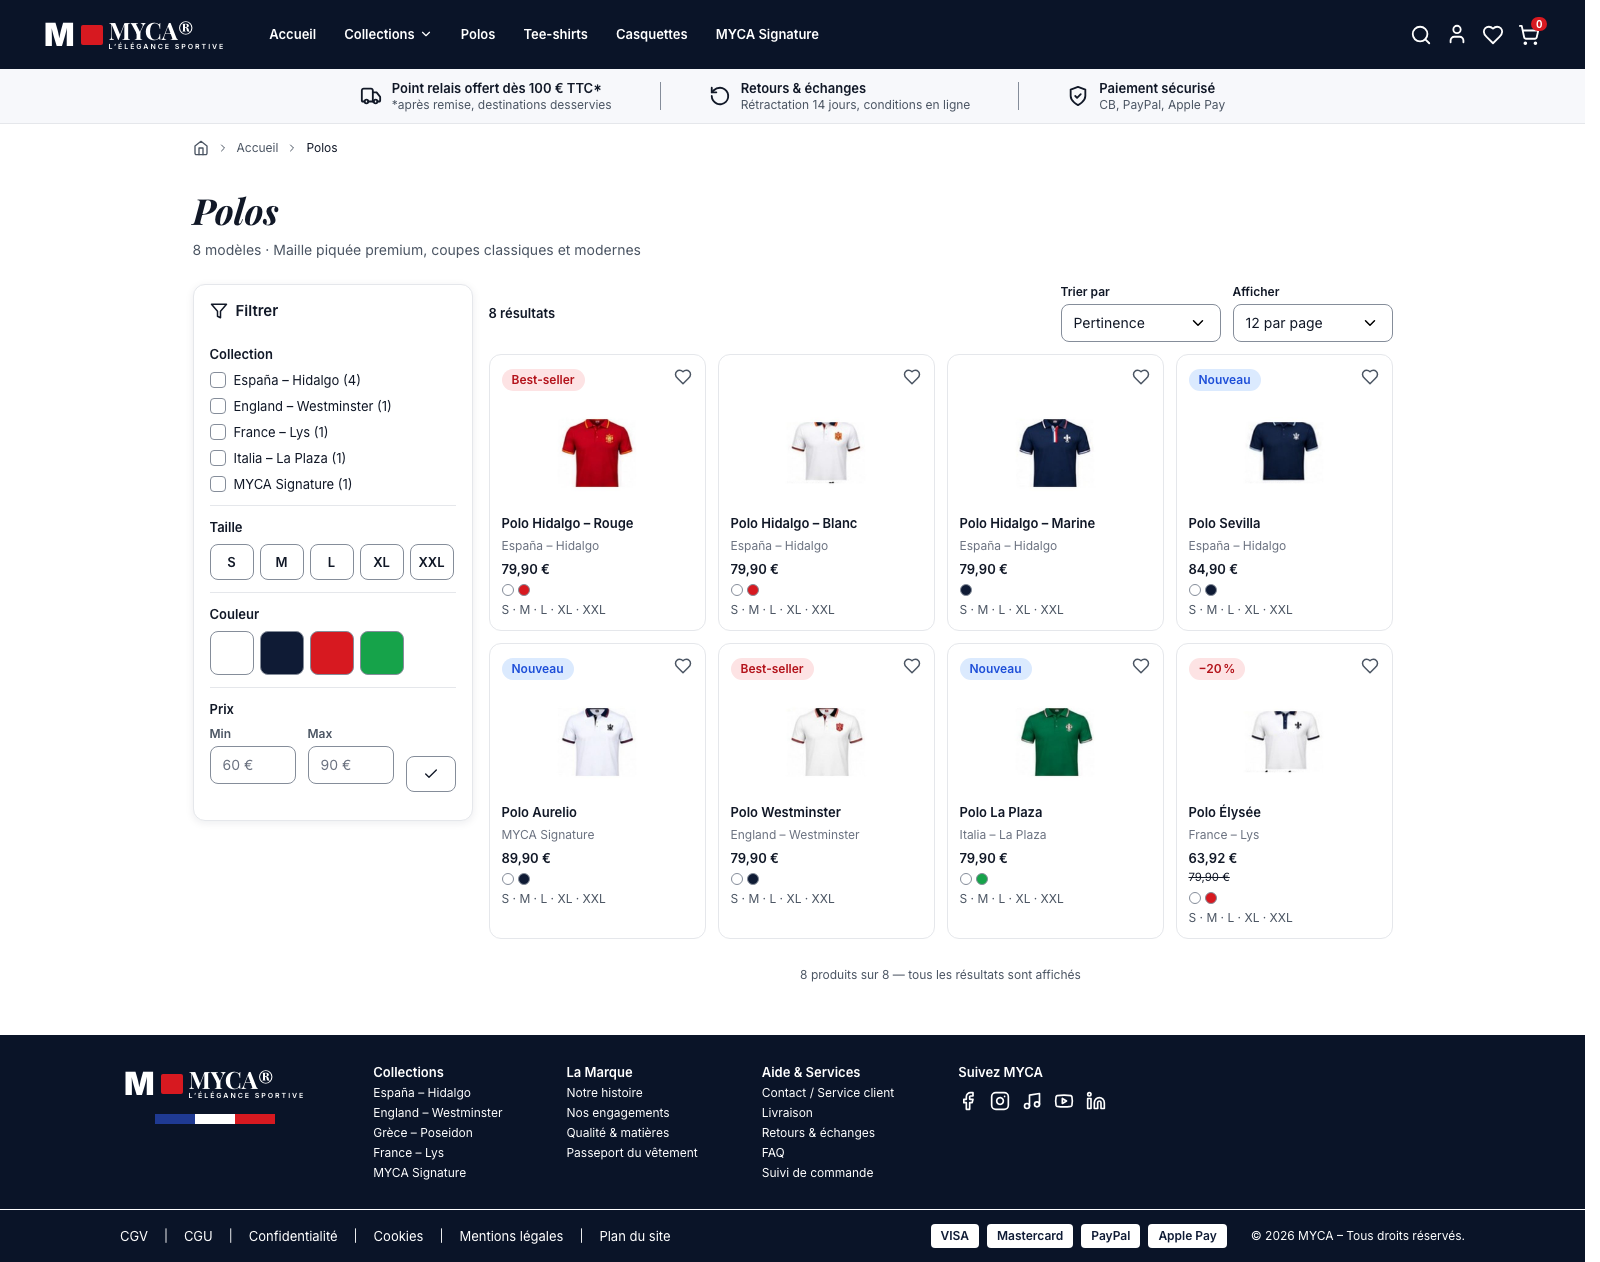 M MYCA®
L'ÉLÉGANCE SPORTIVE
Accueil Collections Polos Tee-shirts Casquettes MYCA Signature
0
Point relais offert dès 100 € TTC*
*après remise, destinations desservies
Retours & échanges
Rétractation 14 jours, conditions en ligne
Paiement sécurisé
CB, PayPal, Apple Pay
Accueil > Polos
Polos
8 modèles · Maille piquée premium, coupes classiques et modernes
Filtrer
Collection
España – Hidalgo (4)
England – Westminster (1)
France – Lys (1)
Italia – La Plaza (1)
MYCA Signature (1)
Taille
S M L XL XXL
Couleur
Prix
Min Max
60 € 90 €
8 résultats
Trier par
Pertinence
Afficher
12 par page
Best-seller
Polo Hidalgo – Rouge
España – Hidalgo
79,90 €
S · M · L · XL · XXL
Polo Hidalgo – Blanc
España – Hidalgo
79,90 €
S · M · L · XL · XXL
Polo Hidalgo – Marine
España – Hidalgo
79,90 €
S · M · L · XL · XXL
Nouveau
Polo Sevilla
España – Hidalgo
84,90 €
S · M · L · XL · XXL
Nouveau
Polo Aurelio
MYCA Signature
89,90 €
S · M · L · XL · XXL
Best-seller
Polo Westminster
England – Westminster
79,90 €
S · M · L · XL · XXL
Nouveau
Polo La Plaza
Italia – La Plaza
79,90 €
S · M · L · XL · XXL
−20 %
Polo Élysée
France – Lys
63,92 €
79,90 €
S · M · L · XL · XXL
8 produits sur 8 — tous les résultats sont affichés
M MYCA®
L'ÉLÉGANCE SPORTIVE
Collections
España – Hidalgo
England – Westminster
Grèce – Poseidon
France – Lys
MYCA Signature
La Marque
Notre histoire
Nos engagements
Qualité & matières
Passeport du vêtement
Aide & Services
Contact / Service client
Livraison
Retours & échanges
FAQ
Suivi de commande
Suivez MYCA
CGV | CGU | Confidentialité | Cookies | Mentions légales | Plan du site
VISA Mastercard PayPal Apple Pay
© 2026 MYCA – Tous droits réservés.